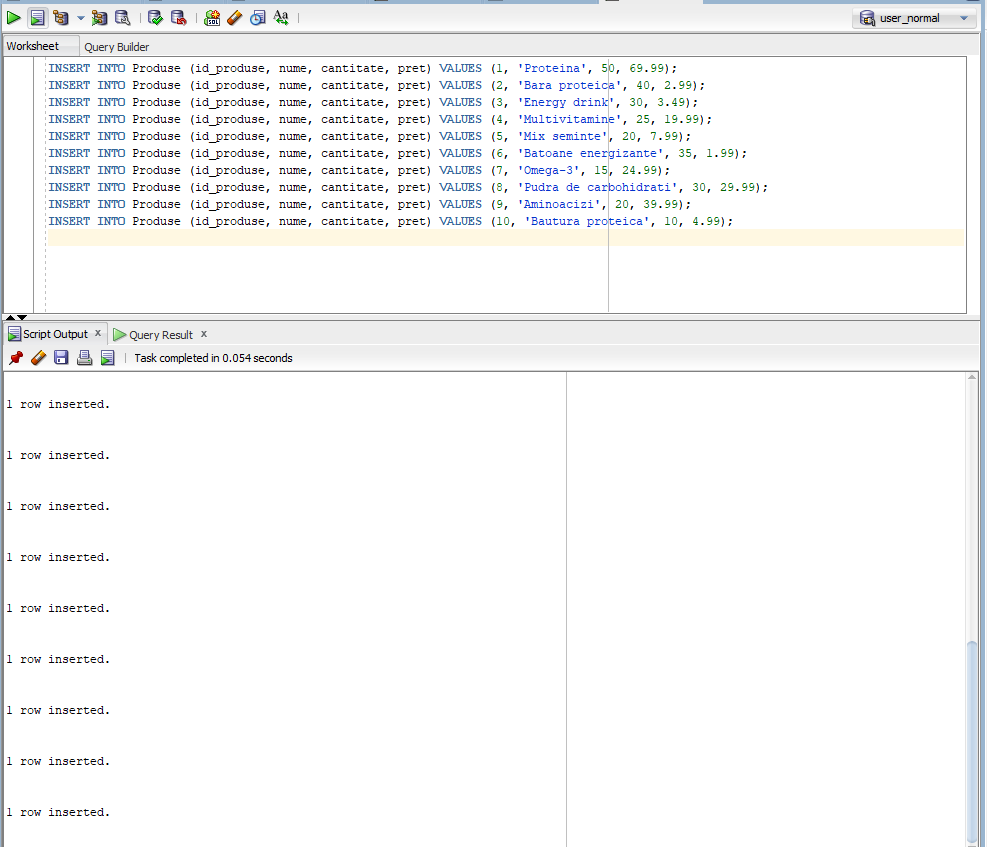 user_normal
Worksheet Query Builder
INSERT INTO Produse (id_produse, nume, cantitate, pret) VALUES (1, 'Proteina', 50, 69.99);
INSERT INTO Produse (id_produse, nume, cantitate, pret) VALUES (2, 'Bara proteica', 40, 2.99);
INSERT INTO Produse (id_produse, nume, cantitate, pret) VALUES (3, 'Energy drink', 30, 3.49);
INSERT INTO Produse (id_produse, nume, cantitate, pret) VALUES (4, 'Multivitamine', 25, 19.99);
INSERT INTO Produse (id_produse, nume, cantitate, pret) VALUES (5, 'Mix seminte', 20, 7.99);
INSERT INTO Produse (id_produse, nume, cantitate, pret) VALUES (6, 'Batoane energizante', 35, 1.99);
INSERT INTO Produse (id_produse, nume, cantitate, pret) VALUES (7, 'Omega-3', 15, 24.99);
INSERT INTO Produse (id_produse, nume, cantitate, pret) VALUES (8, 'Pudra de carbohidrati', 30, 29.99);
INSERT INTO Produse (id_produse, nume, cantitate, pret) VALUES (9, 'Aminoacizi', 20, 39.99);
INSERT INTO Produse (id_produse, nume, cantitate, pret) VALUES (10, 'Bautura proteica', 10, 4.99);
Script Output x Query Result x
Task completed in 0.054 seconds
1 row inserted.
1 row inserted.
1 row inserted.
1 row inserted.
1 row inserted.
1 row inserted.
1 row inserted.
1 row inserted.
1 row inserted.